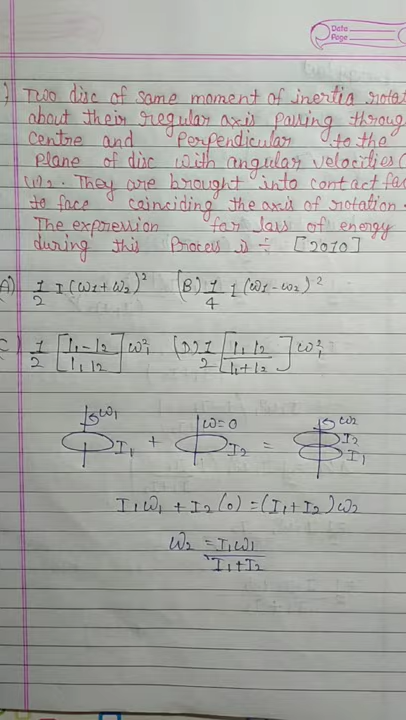 Date
Page
) Two disc of same moment of inertia rotat
about their regular axis passing throug
centre and perpendicular to the
plane of disc with angular velocities (
ω2. They are brought into contact fac
to face coinciding the axis of rotation.
The expression for loss of energy
during this Process is ÷ [2010]
A) 1/2 I (ω1+ω2)² (B) 1/4 I (ω1-ω2)²
C) 1/2 [I1-I2 / I1 I2] ω²1 (D) 1/2 [I1 I2 / I1+I2] ω²1
ω1 ω=0 ω2
I1 + I2 = I2
I1
I1ω1 + I2(0) = (I1+I2)ω2
ω2 = I1ω1
I1+I2